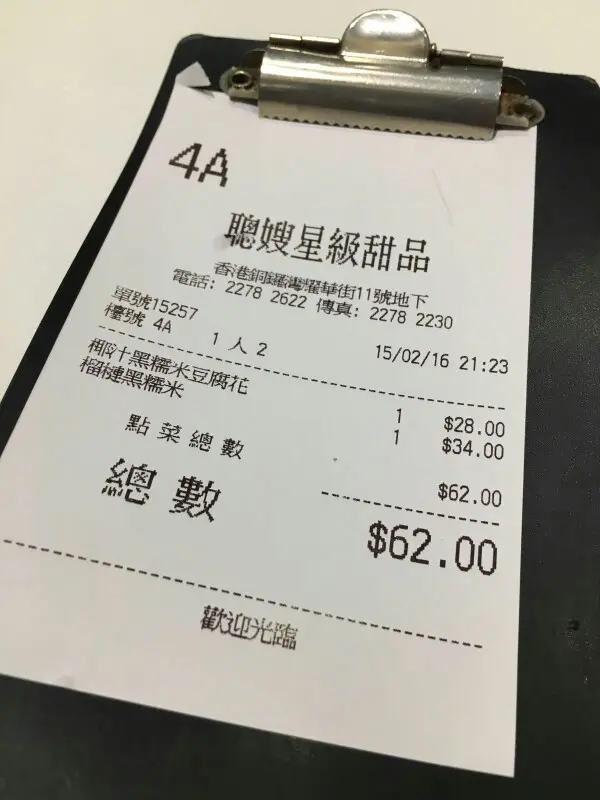 4A
聰嫂星級甜品
香港銅鑼灣耀華街11號地下
電話: 2278 2622 傳真: 2278 2230
單號15257
檯號 4A 1 人 2 15/02/16 21:23
椰汁黑糯米豆腐花 1 $28.00
榴槤黑糯米 1 $34.00
點菜總數 $62.00
總數 $62.00
歡迎光臨